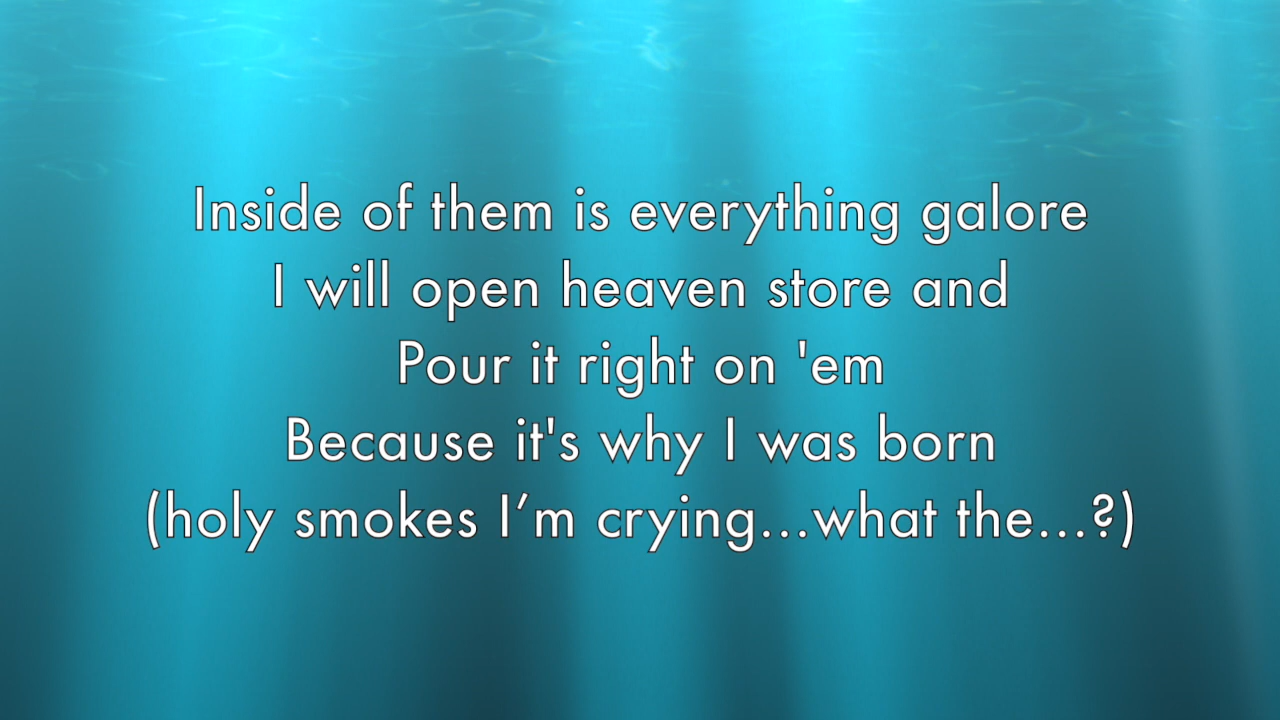 Inside of them is everything galore
I will open heaven store and
Pour it right on 'em
Because it's why I was born
(holy smokes I’m crying...what the...?)